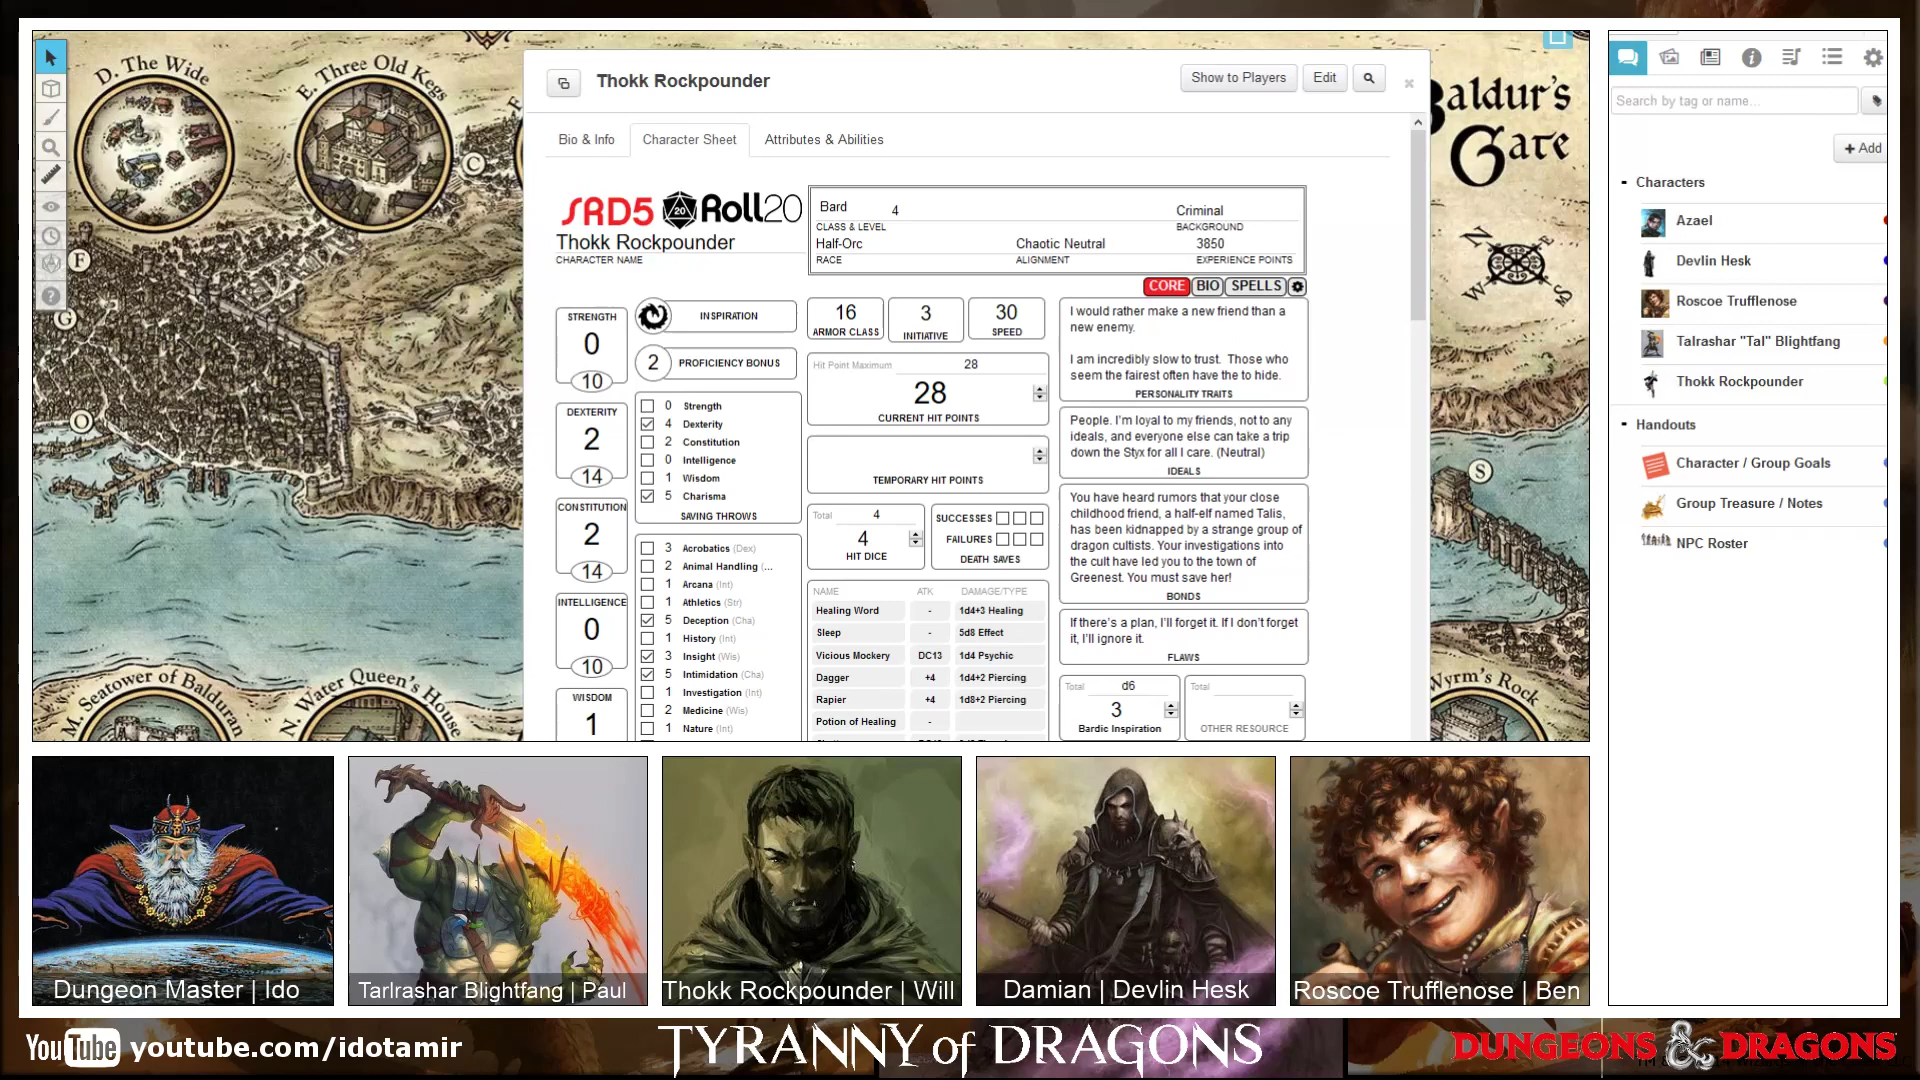 D. The Wide
E. Three Old Kegs
C
F
G
O
S
M. Seatower of Balduran
N. Water Queen's House
Wyrm's Rock
Baldur's
Gate
N
E
S
W
Thokk Rockpounder
Show to Players
Edit
Bio & Info
Character Sheet
Attributes & Abilities
SRD5 20 Roll20
Thokk Rockpounder
CHARACTER NAME
Bard 4 Criminal
CLASS & LEVEL BACKGROUND
Half-Orc Chaotic Neutral 3850
RACE ALIGNMENT EXPERIENCE POINTS
CORE BIO SPELLS
STRENGTH
0
10
DEXTERITY
2
14
CONSTITUTION
2
14
INTELLIGENCE
0
10
WISDOM
1
INSPIRATION
2 PROFICIENCY BONUS
0 Strength
4 Dexterity
2 Constitution
0 Intelligence
1 Wisdom
5 Charisma
SAVING THROWS
3 Acrobatics (Dex)
2 Animal Handling (...
1 Arcana (Int)
1 Athletics (Str)
5 Deception (Cha)
1 History (Int)
3 Insight (Wis)
5 Intimidation (Cha)
1 Investigation (Int)
2 Medicine (Wis)
1 Nature (Int)
16
ARMOR CLASS
3
INITIATIVE
30
SPEED
Hit Point Maximum 28
28
CURRENT HIT POINTS
TEMPORARY HIT POINTS
Total 4
4
HIT DICE
SUCCESSES
FAILURES
DEATH SAVES
NAME ATK DAMAGE/TYPE
Healing Word - 1d4+3 Healing
Sleep - 5d8 Effect
Vicious Mockery DC13 1d4 Psychic
Dagger +4 1d4+2 Piercing
Rapier +4 1d8+2 Piercing
Potion of Healing -
I would rather make a new friend than a
new enemy.
I am incredibly slow to trust. Those who
seem the fairest often have the to hide.
PERSONALITY TRAITS
People. I'm loyal to my friends, not to any
ideals, and everyone else can take a trip
down the Styx for all I care. (Neutral)
IDEALS
You have heard rumors that your close
childhood friend, a half-elf named Talis,
has been kidnapped by a strange group of
dragon cultists. Your investigations into
the cult have led you to the town of
Greenest. You must save her!
BONDS
If there's a plan, I'll forget it. If I don't forget
it, I'll ignore it.
FLAWS
Total d6
3
Bardic Inspiration
Total
OTHER RESOURCE
Search by tag or name...
+ Add
- Characters
Azael
Devlin Hesk
Roscoe Trufflenose
Talrashar "Tal" Blightfang
Thokk Rockpounder
- Handouts
Character / Group Goals
Group Treasure / Notes
NPC Roster
Dungeon Master | Ido
Tarlrashar Blightfang | Paul
Thokk Rockpounder | Will
Damian | Devlin Hesk
Roscoe Trufflenose | Ben
YouTube youtube.com/idotamir
TYRANNY of DRAGONS
DUNGEONS & DRAGONS